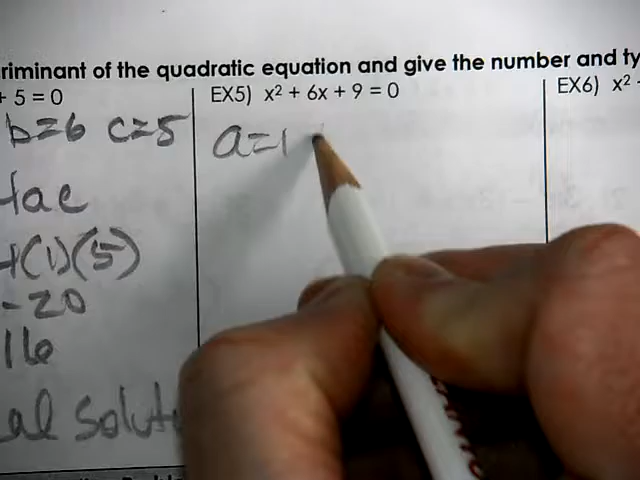 riminant of the quadratic equation and give the number and ty
+ 5 = 0
b=6 c=5
4ac
4(1)(5)
-20
16
al solut
EX5) x² + 6x + 9 = 0
a=1
EX6) x² -